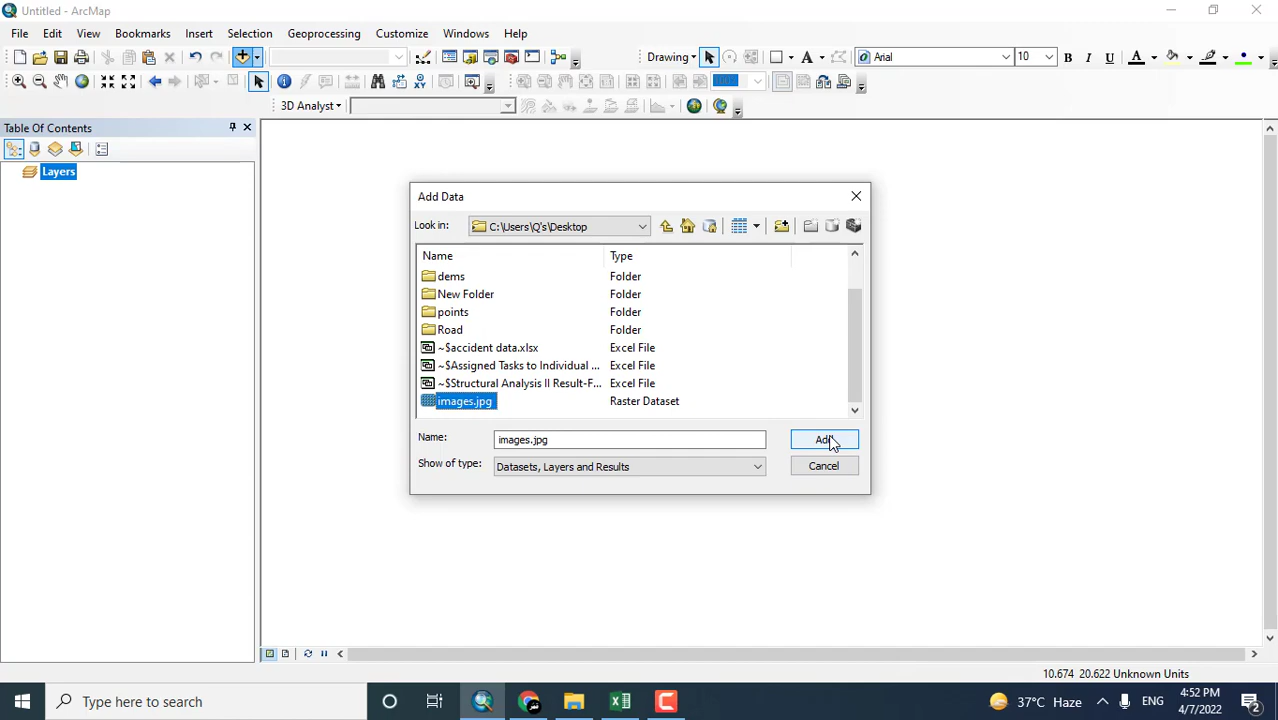 Untitled - ArcMap
File Edit View Bookmarks Insert Selection Geoprocessing Customize Windows Help
Drawing Arial 10 B I U A
3D Analyst
Table Of Contents
Layers
Add Data
Look in: C:\Users\Q's\Desktop
Name Type
dems Folder
New Folder Folder
points Folder
Road Folder
~$accident data.xlsx Excel File
~$Assigned Tasks to Individual ... Excel File
~$Structural Analysis II Result-F... Excel File
images.jpg Raster Dataset
Name: images.jpg Add
Show of type: Datasets, Layers and Results Cancel
10.674 20.622 Unknown Units
Type here to search
37°C Haze ENG 4:52 PM
4/7/2022 2